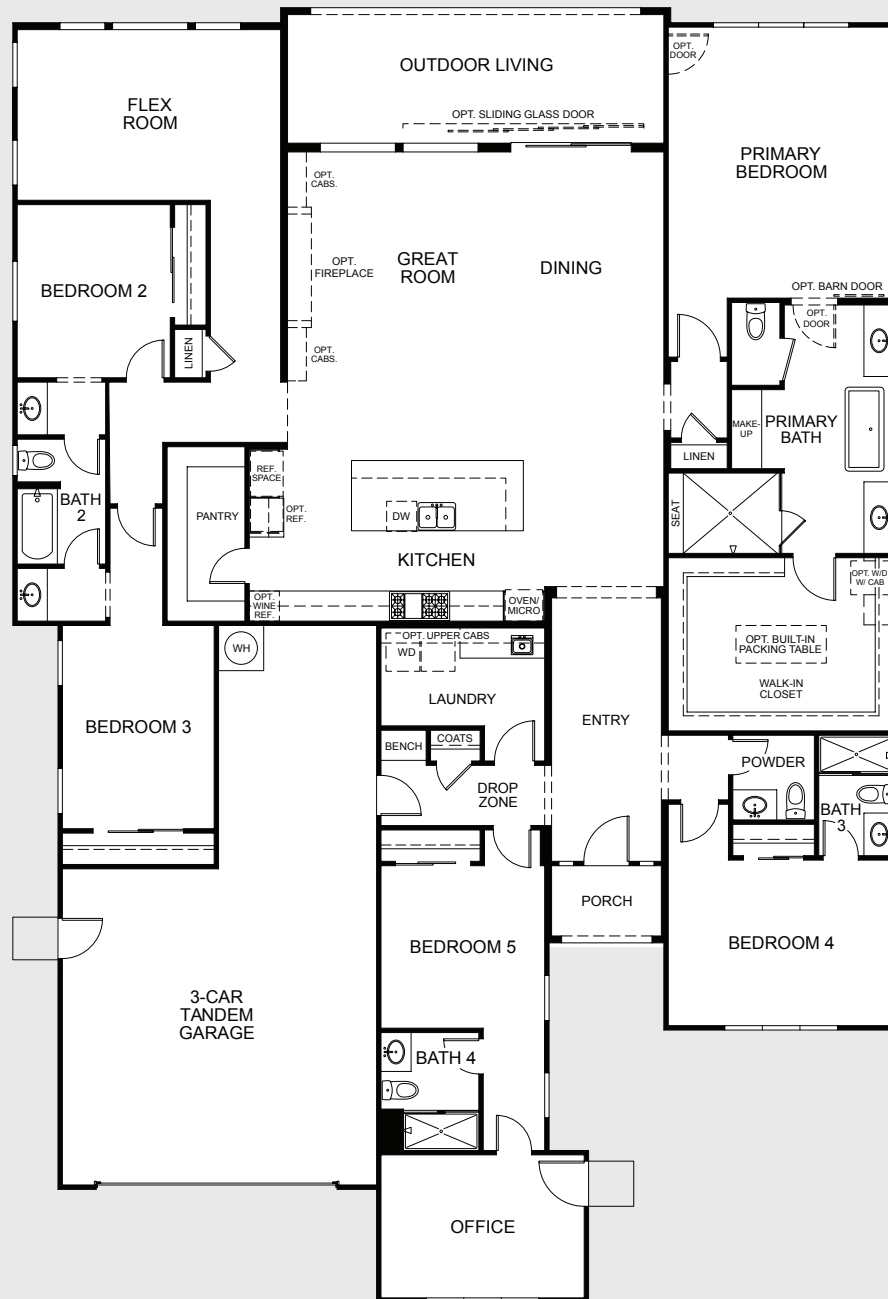 OUTDOOR LIVING
OPT. SLIDING GLASS DOOR
OPT.
DOOR
FLEX
ROOM
PRIMARY
BEDROOM
OPT.
CABS.
OPT.
FIREPLACE
GREAT
ROOM
DINING
BEDROOM 2
OPT. BARN DOOR
OPT.
DOOR
OPT.
CABS.
LINEN
MAKE-
UP
PRIMARY
BATH
LINEN
REF.
SPACE
OPT.
REF.
PANTRY
BATH
2
DW
SEAT
KITCHEN
OPT.
WINE
REF.
OVEN/
MICRO
OPT. W/D
W/ CAB
OPT. BUILT-IN
PACKING TABLE
WALK-IN
CLOSET
WH
OPT. UPPER CABS
WD
LAUNDRY
ENTRY
BEDROOM 3
BENCH
COATS
DROP
ZONE
POWDER
BATH
3
PORCH
BEDROOM 5
BEDROOM 4
3-CAR
TANDEM
GARAGE
BATH 4
OFFICE